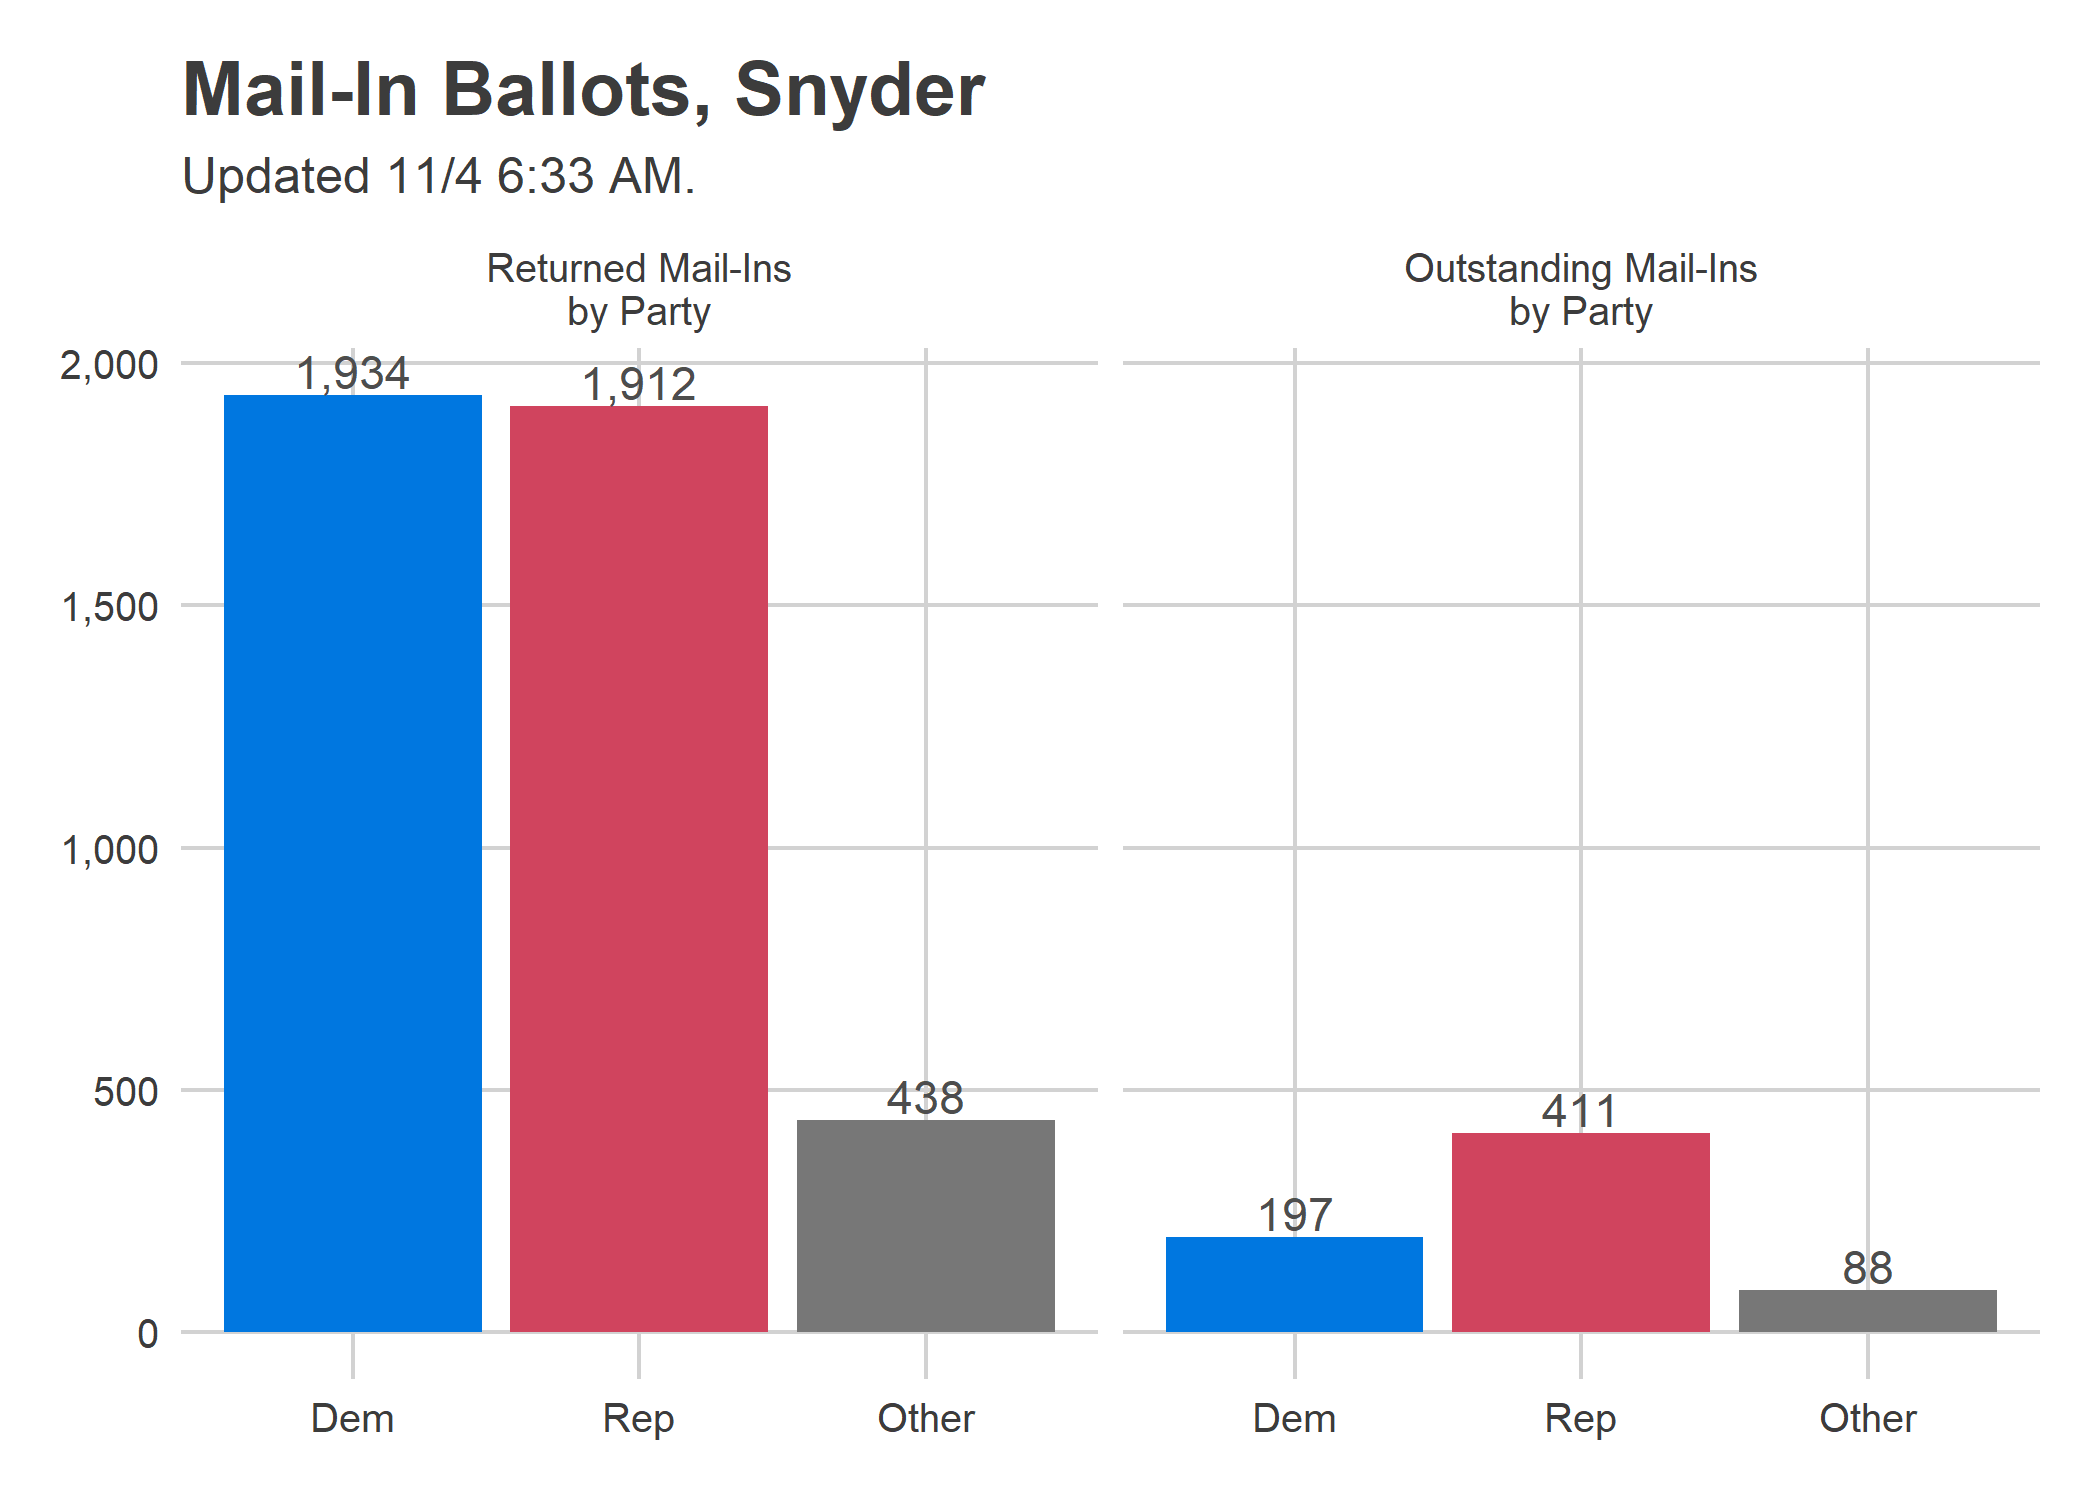 Mail-In Ballots, Snyder
Updated 11/4 6:33 AM.
Returned Mail-Ins
by Party
Outstanding Mail-Ins
by Party
2,000
1,500
1,000
500
0
1,934
1,912
438
197
411
88
Dem
Rep
Other
Dem
Rep
Other